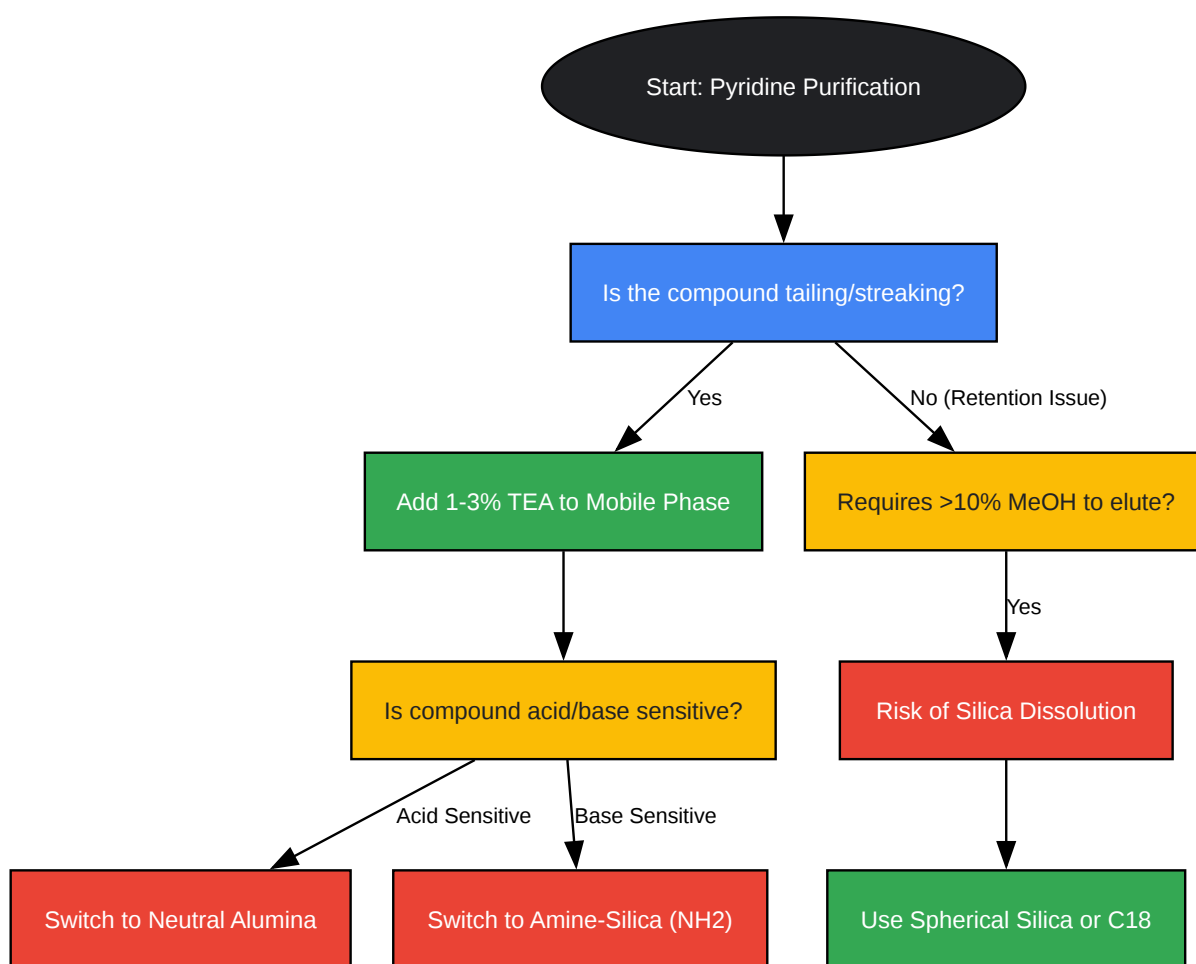 Start: Pyridine Purification
Is the compound tailing/streaking?
Yes
No (Retention Issue)
Add 1-3% TEA to Mobile Phase
Requires >10% MeOH to elute?
Yes
Is compound acid/base sensitive?
Risk of Silica Dissolution
Acid Sensitive
Base Sensitive
Switch to Neutral Alumina
Switch to Amine-Silica (NH2)
Use Spherical Silica or C18